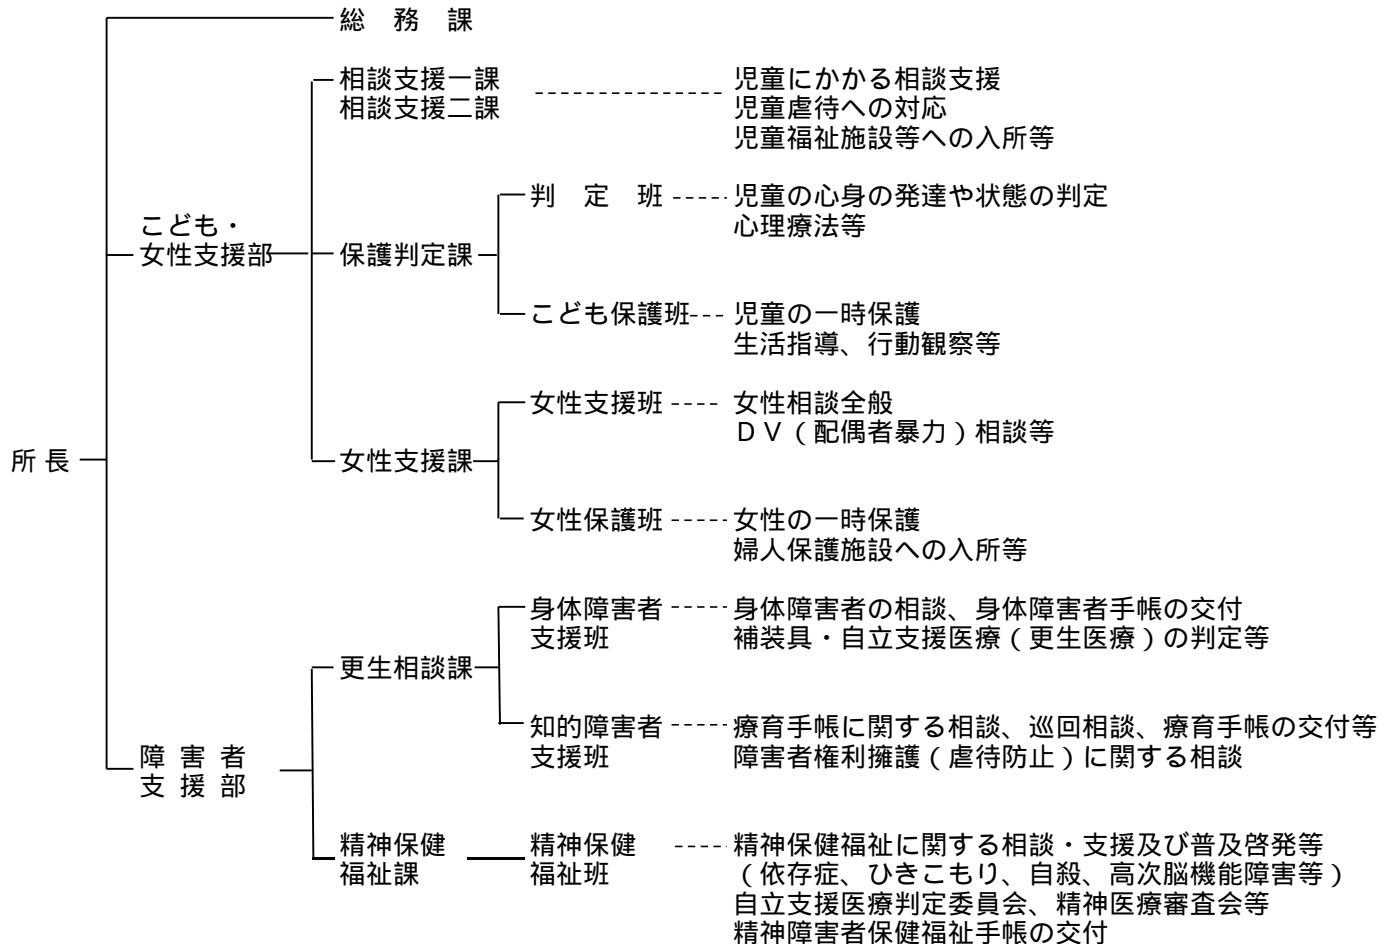 総　務　課
相談支援一課
相談支援二課
児童にかかる相談支援
児童虐待への対応
児童福祉施設等への入所等
こども・
女性支援部
保護判定課
判　定　班
児童の心身の発達や状態の判定
心理療法等
こども保護班
児童の一時保護
生活指導、行動観察等
所 長
女性支援課
女性支援班
女性相談全般
ＤＶ（配偶者暴力）相談等
女性保護班
女性の一時保護
婦人保護施設への入所等
障 害 者
支 援 部
更生相談課
身体障害者
支援班
身体障害者の相談、身体障害者手帳の交付
補装具・自立支援医療（更生医療）の判定等
知的障害者
支援班
療育手帳に関する相談、巡回相談、療育手帳の交付等
障害者権利擁護（虐待防止）に関する相談
精神保健
福祉課
精神保健
福祉班
精神保健福祉に関する相談・支援及び普及啓発等
（依存症、ひきこもり、自殺、高次脳機能障害等）
自立支援医療判定委員会、精神医療審査会等
精神障害者保健福祉手帳の交付